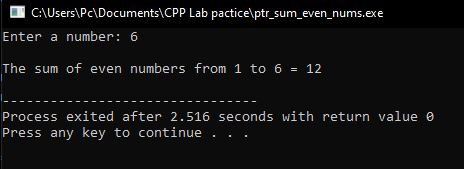 C:\Users\Pc\Documents\CPP Lab pactice\ptr_sum_even_nums.exe
Enter a number: 6
The sum of even numbers from 1 to 6 = 12
--------------------------------
Process exited after 2.516 seconds with return value 0
Press any key to continue . . .